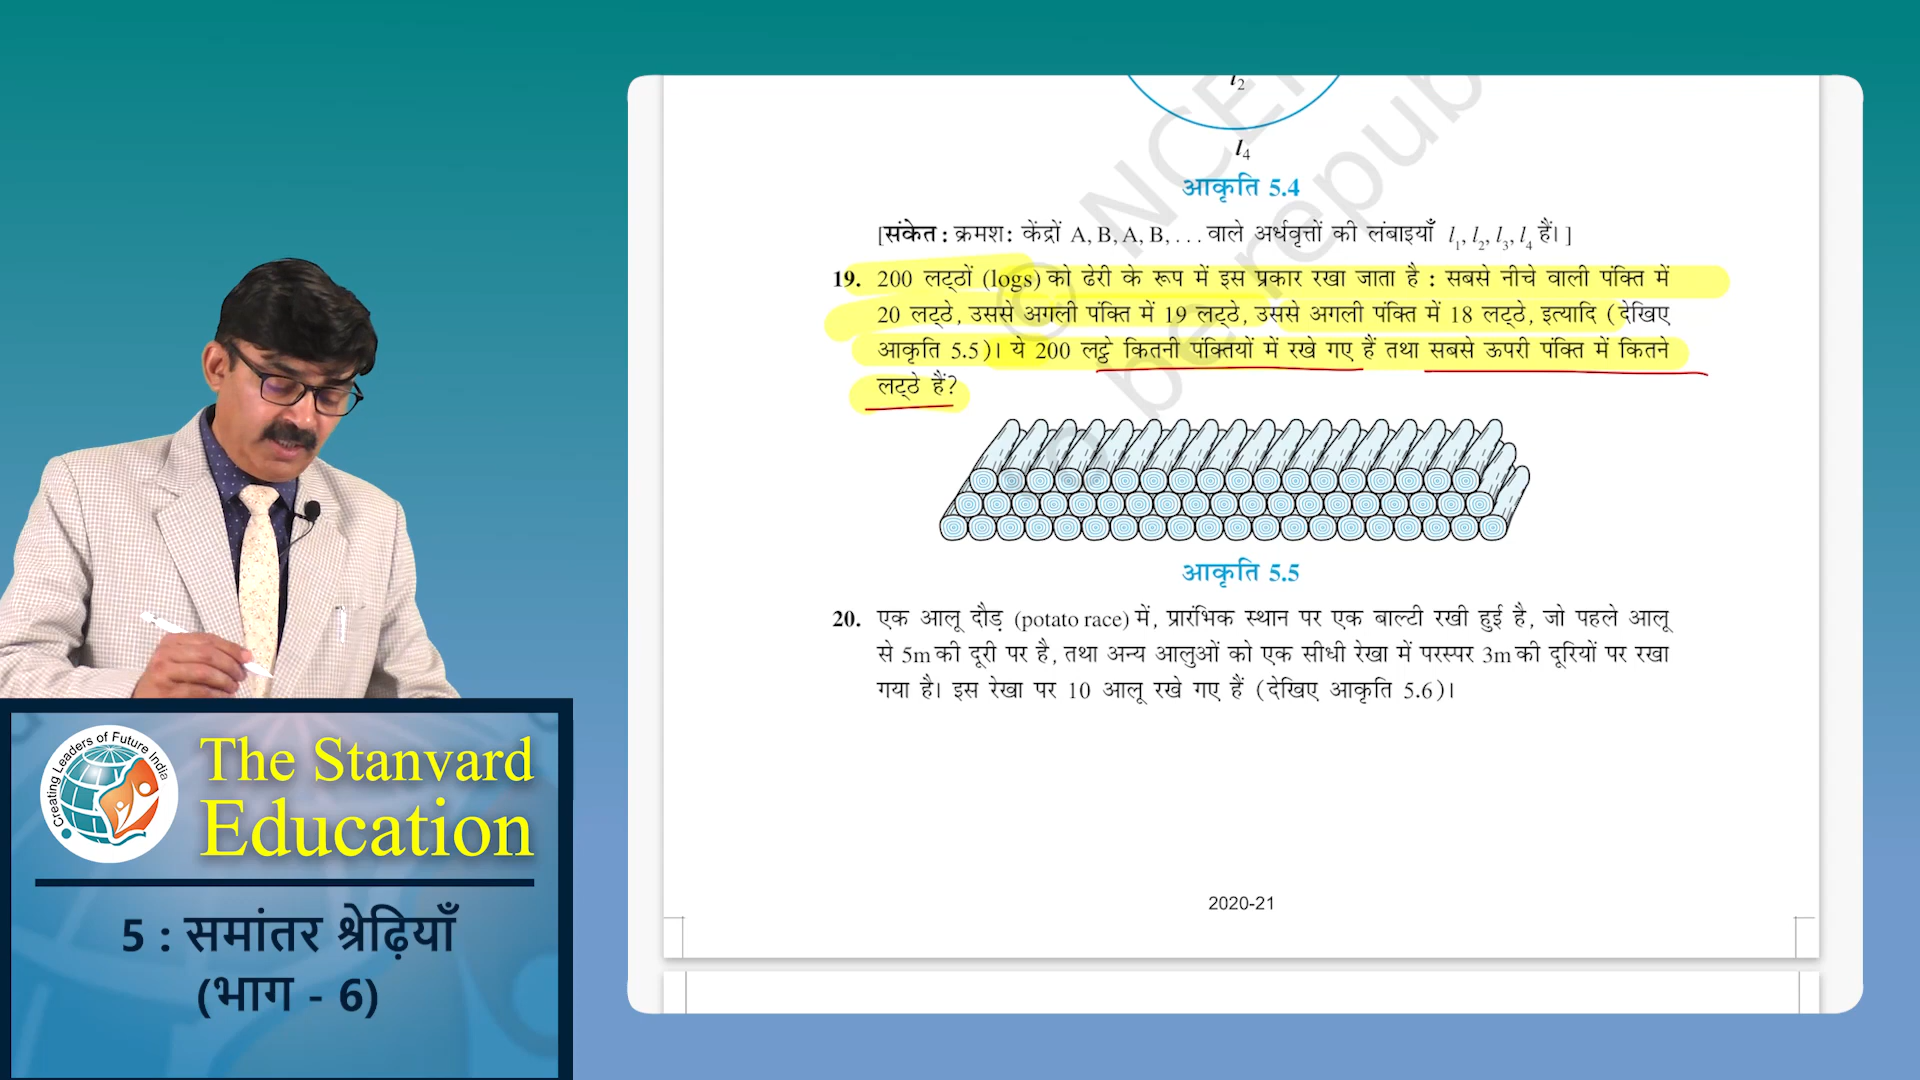 l2
l4
आकृति 5.4
[संकेत : क्रमश: केंद्रों A, B, A, B, . . . वाले अर्धवृत्तों की लंबाइयाँ l1, l2, l3, l4 हैं। ]
19. 200 लट्ठों (logs) को ढेरी के रूप में इस प्रकार रखा जाता है : सबसे नीचे वाली पंक्ति में
20 लट्ठे, उससे अगली पंक्ति में 19 लट्ठे, उससे अगली पंक्ति में 18 लट्ठे, इत्यादि (देखिए
आकृति 5.5)। ये 200 लट्ठे कितनी पंक्तियों में रखे गए हैं तथा सबसे ऊपरी पंक्ति में कितने
लट्ठे हैं?
आकृति 5.5
20. एक आलू दौड़ (potato race) में, प्रारंभिक स्थान पर एक बाल्टी रखी हुई है, जो पहले आलू
से 5m की दूरी पर है, तथा अन्य आलुओं को एक सीधी रेखा में परस्पर 3m की दूरियों पर रखा
गया है। इस रेखा पर 10 आलू रखे गए हैं (देखिए आकृति 5.6)।
2020-21
Creating Leaders of Future India
The Stanvard
Education
5 : समांतर श्रेढ़ियाँ
(भाग - 6)